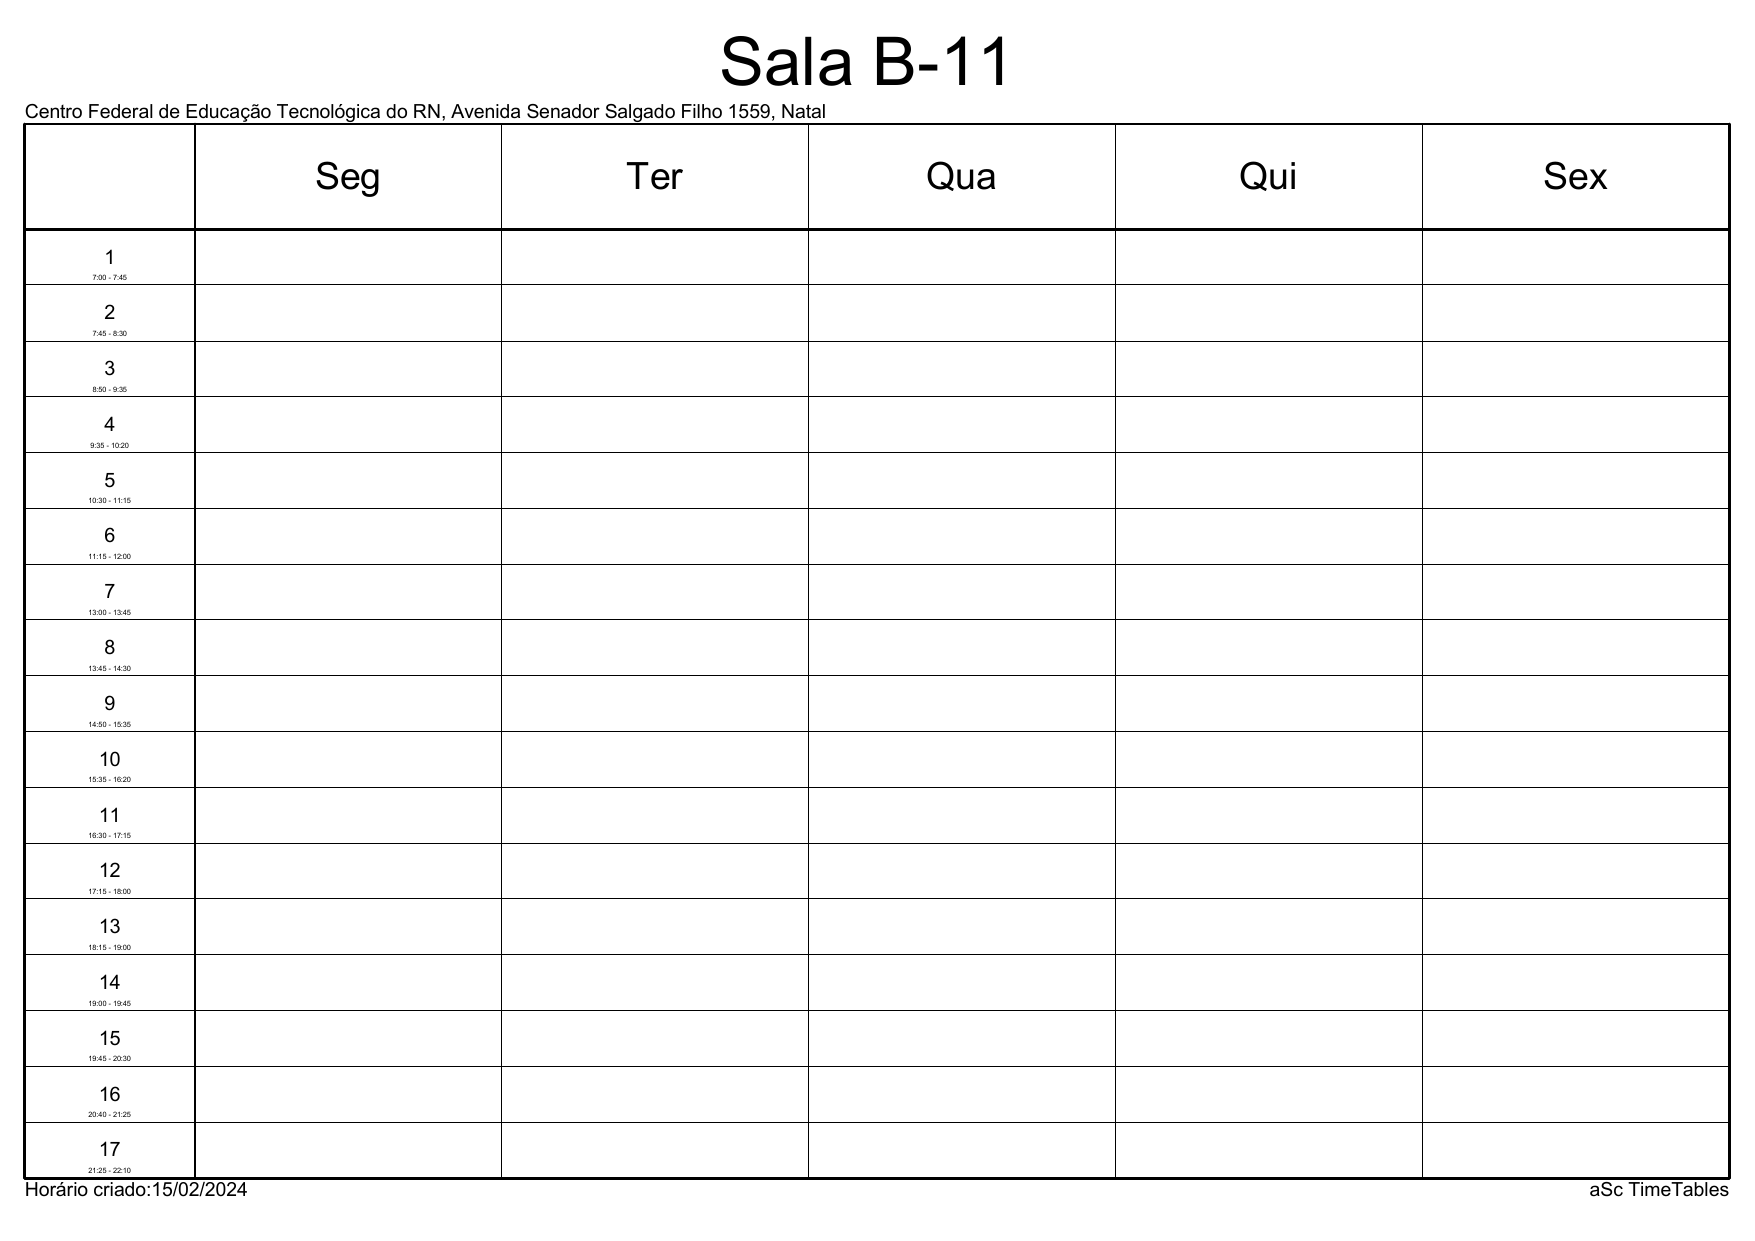 Sala B-11
Centro Federal de Educação Tecnológica do RN, Avenida Senador Salgado Filho 1559, Natal
Seg Ter Qua Qui Sex
1
7:00 - 7:45
2
7:45 - 8:30
3
8:50 - 9:35
4
9:35 - 10:20
5
10:30 - 11:15
6
11:15 - 12:00
7
13:00 - 13:45
8
13:45 - 14:30
9
14:50 - 15:35
10
15:35 - 16:20
11
16:30 - 17:15
12
17:15 - 18:00
13
18:15 - 19:00
14
19:00 - 19:45
15
19:45 - 20:30
16
20:40 - 21:25
17
21:25 - 22:10
Horário criado:15/02/2024 aSc TimeTables